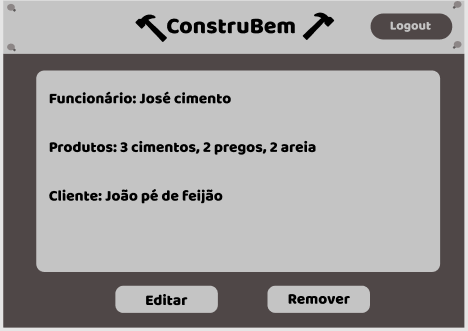 ConstruBem
Logout
Funcionário: José cimento
Produtos: 3 cimentos, 2 pregos, 2 areia
Cliente: João pé de feijão
Editar
Remover